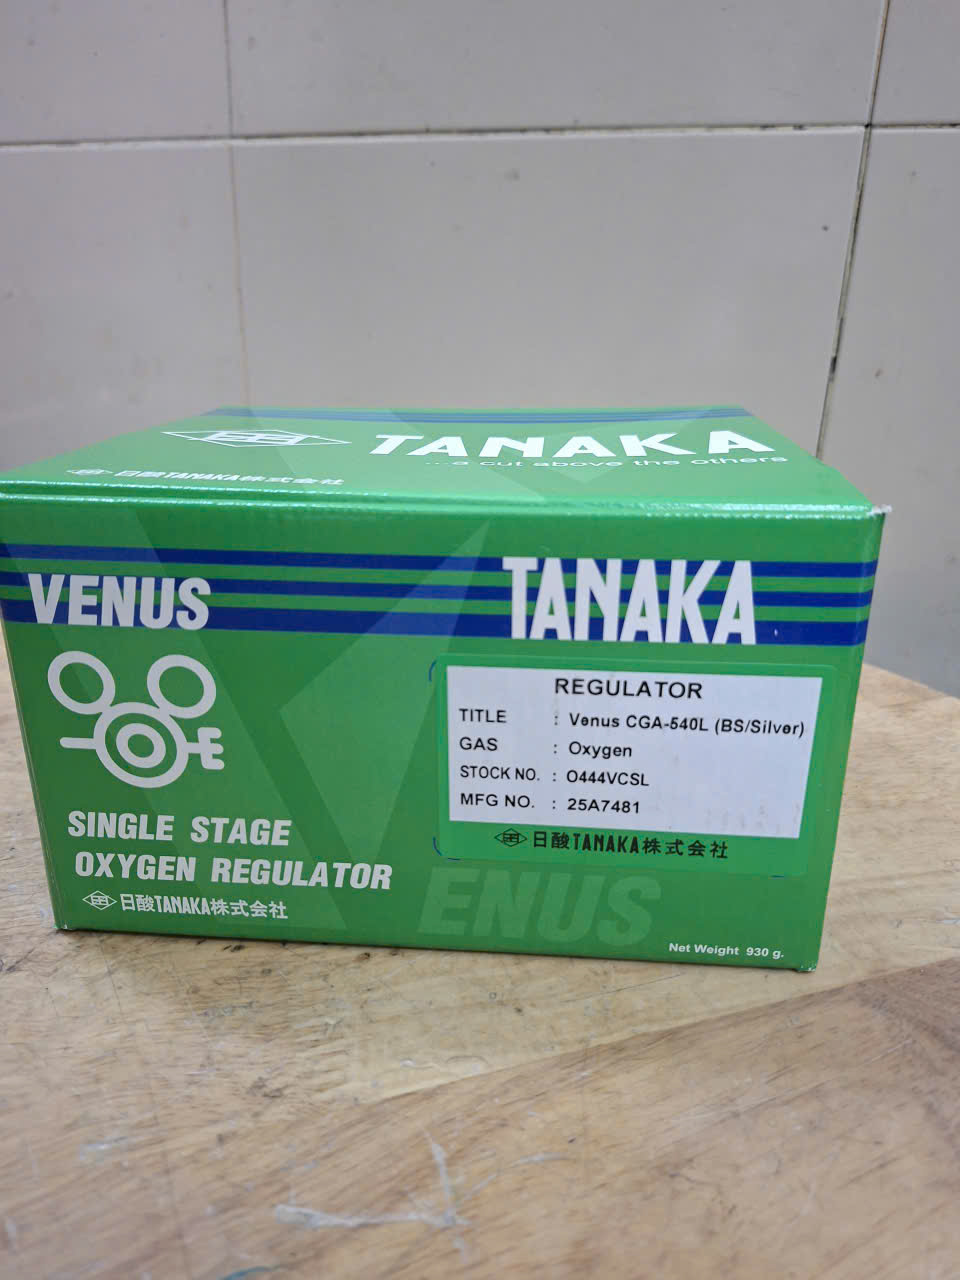 TANAKA
...a cut above the others
日酸TANAKA株式会社
VENUS
TANAKA
REGULATOR
TITLE : Venus CGA-540L (BS/Silver)
GAS : Oxygen
STOCK NO. : O444VCSL
MFG NO. : 25A7481
日酸TANAKA株式会社
SINGLE STAGE
OXYGEN REGULATOR
日酸TANAKA株式会社
ENUS
Net Weight 930 g.